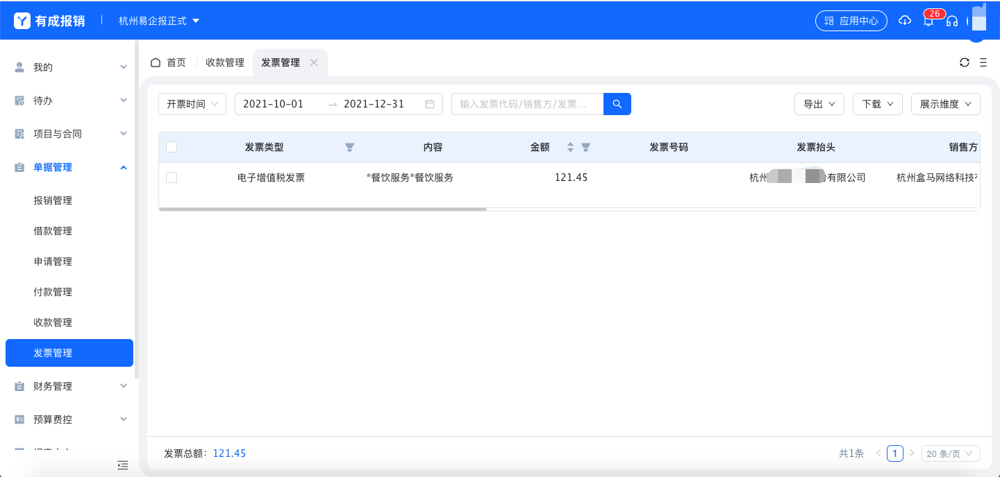 有成报销
杭州易企报正式
应用中心
26
我的
待办
项目与合同
单据管理
报销管理
借款管理
申请管理
付款管理
收款管理
发票管理
财务管理
预算费控
首页 收款管理 发票管理
开票时间 2021-10-01 → 2021-12-31 输入发票代码/销售方/发票... 导出 下载 展示维度
发票类型 内容 金额 发票号码 发票抬头 销售方
电子增值税发票 *餐饮服务*餐饮服务 121.45 杭州 有限公司 杭州盒马网络科技
发票总额: 121.45 共1条 < 1 > 20 条/页